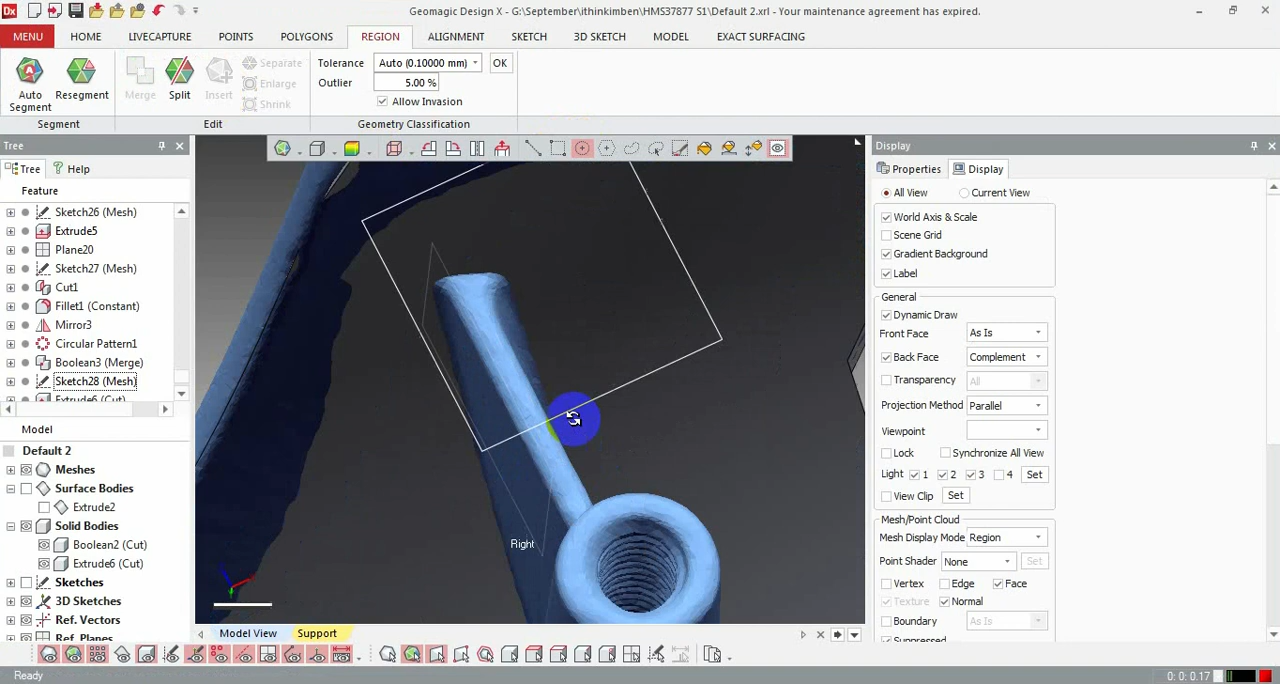 Geomagic Design X - G:\September\ithinkimben\HMS37877 S1\Default 2.xrl - Your maintenance agreement has expired.
MENU HOME LIVECAPTURE POINTS POLYGONS REGION ALIGNMENT SKETCH 3D SKETCH MODEL EXACT SURFACING
Auto Segment
Resegment
Segment
Merge
Split
Insert
Separate
Enlarge
Shrink
Edit
Tolerance Auto (0.10000 mm) OK
Outlier 5.00 %
Allow Invasion
Geometry Classification
Tree
Tree Help
Feature
Sketch26 (Mesh)
Extrude5
Plane20
Sketch27 (Mesh)
Cut1
Fillet1 (Constant)
Mirror3
Circular Pattern1
Boolean3 (Merge)
Sketch28 (Mesh)
Extrude6 (Cut)
Model
Default 2
Meshes
Surface Bodies
Extrude2
Solid Bodies
Boolean2 (Cut)
Extrude6 (Cut)
Sketches
3D Sketches
Ref. Vectors
Ref. Planes
Right
Model View Support
Display
Properties Display
All View Current View
World Axis & Scale
Scene Grid
Gradient Background
Label
General
Dynamic Draw
Front Face As Is
Back Face Complement
Transparency All
Projection Method Parallel
Viewpoint
Lock Synchronize All View
Light 1 2 3 4 Set
View Clip Set
Mesh/Point Cloud
Mesh Display Mode Region
Point Shader None Set
Vertex Edge Face
Texture Normal
Boundary As Is
Suppressed
Ready
0: 0: 0.17